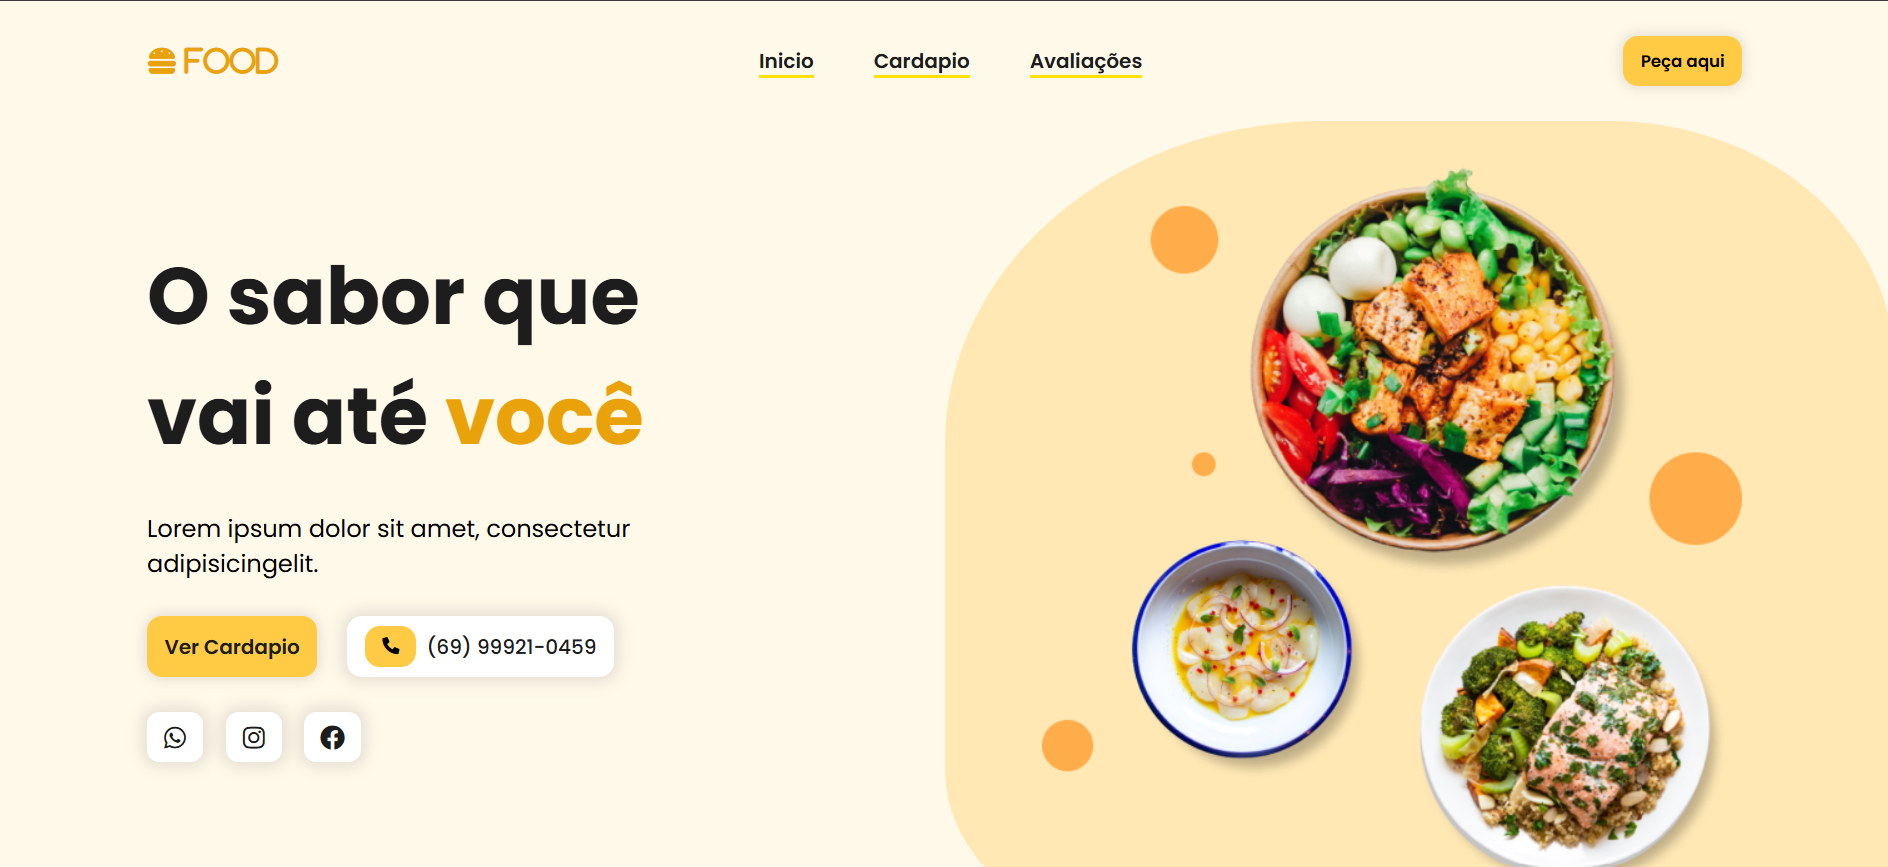 FOOD
Inicio
Cardapio
Avaliações
Peça aqui
O sabor que
vai até você
Lorem ipsum dolor sit amet, consectetur
adipisicingelit.
Ver Cardapio
(69) 99921-0459